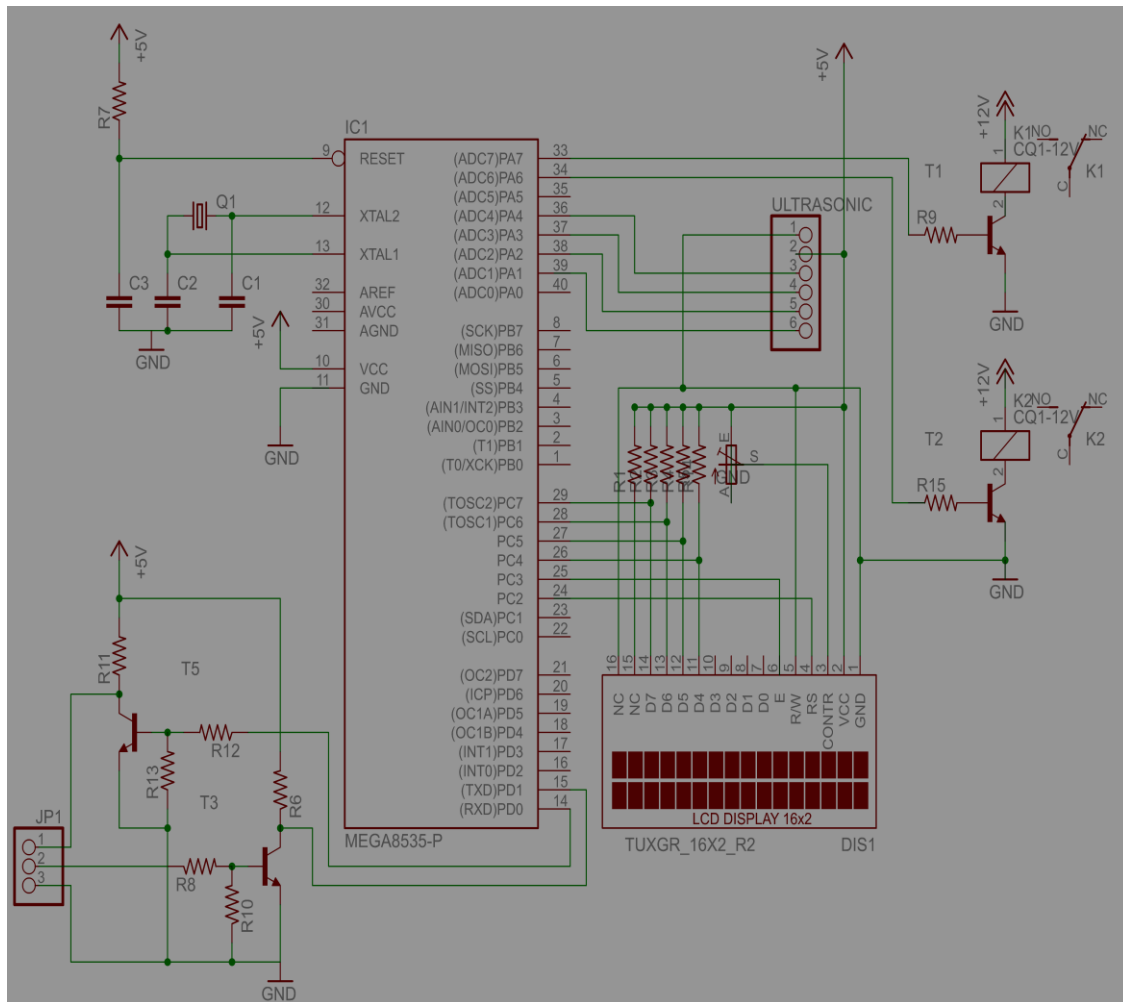 +5V
R7
Q1
C3
C2
C1
GND
+5V
GND
IC1
9
RESET
12
XTAL2
13
XTAL1
32
AREF
30
AVCC
31
AGND
10
VCC
11
GND
(ADC7)PA7 33
(ADC6)PA6 34
(ADC5)PA5 35
(ADC4)PA4 36
(ADC3)PA3 37
(ADC2)PA2 38
(ADC1)PA1 39
(ADC0)PA0 40
(SCK)PB7 8
(MISO)PB6 7
(MOSI)PB5 6
(SS)PB4 5
(AIN1/INT2)PB3 4
(AIN0/OC0)PB2 3
(T1)PB1 2
(T0/XCK)PB0 1
(TOSC2)PC7 29
(TOSC1)PC6 28
PC5 27
PC4 26
PC3 25
PC2 24
(SDA)PC1 23
(SCL)PC0 22
(OC2)PD7 21
(ICP)PD6 20
(OC1A)PD5 19
(OC1B)PD4 18
(INT1)PD3 17
(INT0)PD2 16
(TXD)PD1 15
(RXD)PD0 14
MEGA8535-P
+5V
ULTRASONIC
1
2
3
4
5
6
+12V
K1 NO
NC
CQ1-12V
1
T1
C
K1
2
R9
GND
+12V
K2 NO
NC
CQ1-12V
1
T2
C
K2
2
R15
GND
R1
E
S
GND
A
16 15 14 13 12 11 10 9 8 7 6 5 4 3 2 1
NC NC D7 D6 D5 D4 D3 D2 D1 D0 E R/W RS CONTR VCC GND
LCD DISPLAY 16x2
TUXGR_16X2_R2
DIS1
+5V
R11
T5
R12
R13
T3
R6
JP1
1
2
3
R8
R10
GND